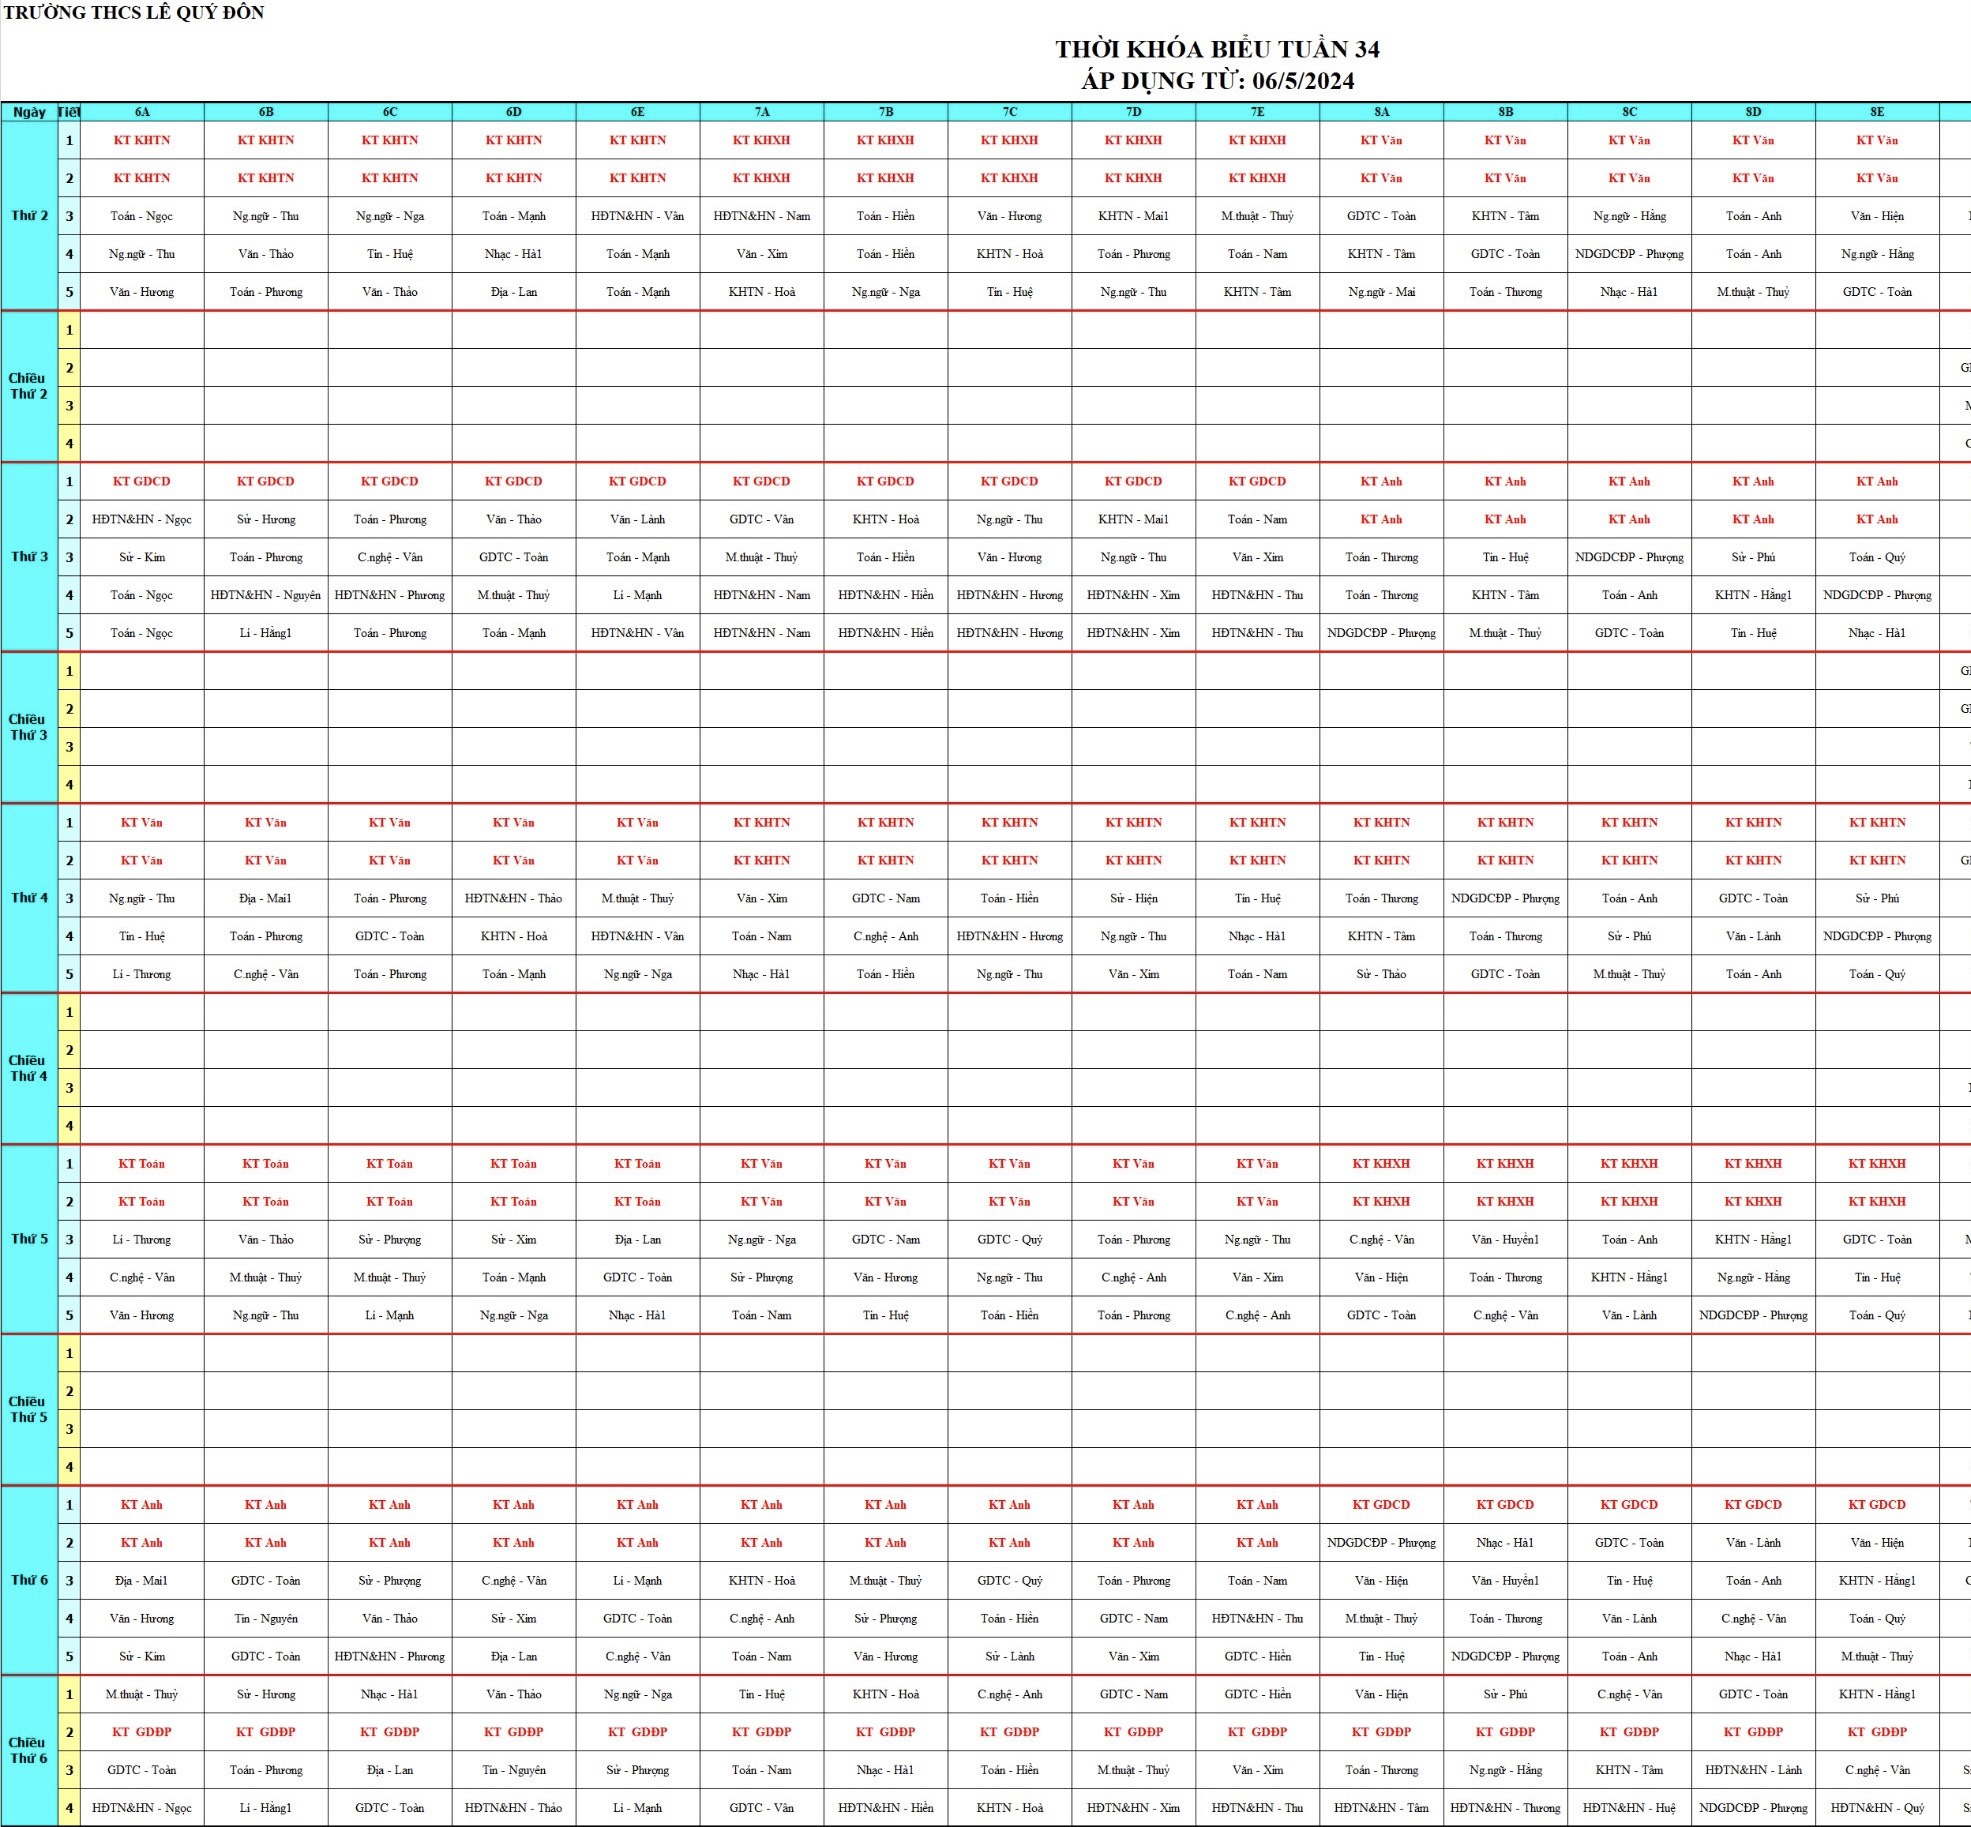 TRƯỜNG THCS LÊ QUÝ ĐÔN
THỜI KHÓA BIỂU TUẦN 34
ÁP DỤNG TỪ: 06/5/2024
Ngày Tiết 6A 6B 6C 6D 6E 7A 7B 7C 7D 7E 8A 8B 8C 8D 8E
Thứ 2
1 KT KHTN KT KHTN KT KHTN KT KHTN KT KHTN KT KHXH KT KHXH KT KHXH KT KHXH KT KHXH KT Văn KT Văn KT Văn KT Văn KT Văn
2 KT KHTN KT KHTN KT KHTN KT KHTN KT KHTN KT KHXH KT KHXH KT KHXH KT KHXH KT KHXH KT Văn KT Văn KT Văn KT Văn KT Văn
3 Toán - Ngọc Ng.ngữ - Thu Ng.ngữ - Nga Toán - Mạnh HĐTN&HN - Vân HĐTN&HN - Nam Toán - Hiền Văn - Hương KHTN - Mai1 M.thuật - Thuỷ GDTC - Toàn KHTN - Tâm Ng.ngữ - Hằng Toán - Anh Văn - Hiện
4 Ng.ngữ - Thu Văn - Thảo Tin - Huệ Nhạc - Hà1 Toán - Mạnh Văn - Xim Toán - Hiền KHTN - Hoà Toán - Phương Toán - Nam KHTN - Tâm GDTC - Toàn NDGDCĐP - Phượng Toán - Anh Ng.ngữ - Hằng
5 Văn - Hương Toán - Phương Văn - Thảo Địa - Lan Toán - Mạnh KHTN - Hoà Ng.ngữ - Nga Tin - Huệ Ng.ngữ - Thu KHTN - Tâm Ng.ngữ - Mai Toán - Thương Nhạc - Hà1 M.thuật - Thuỷ GDTC - Toàn
Chiều Thứ 2
1
2
3
4
Thứ 3
1 KT GDCD KT GDCD KT GDCD KT GDCD KT GDCD KT GDCD KT GDCD KT GDCD KT GDCD KT GDCD KT Anh KT Anh KT Anh KT Anh KT Anh
2 HĐTN&HN - Ngọc Sử - Hương Toán - Phương Văn - Thảo Văn - Lành GDTC - Vân KHTN - Hoà Ng.ngữ - Thu KHTN - Mai1 Toán - Nam KT Anh KT Anh KT Anh KT Anh KT Anh
3 Sử - Kim Toán - Phương C.nghệ - Vân GDTC - Toàn Toán - Mạnh M.thuật - Thuỷ Toán - Hiền Văn - Hương Ng.ngữ - Thu Văn - Xim Toán - Thương Tin - Huệ NDGDCĐP - Phượng Sử - Phú Toán - Quý
4 Toán - Ngọc HĐTN&HN - Nguyên HĐTN&HN - Phương M.thuật - Thuỷ Lí - Mạnh HĐTN&HN - Nam HĐTN&HN - Hiền HĐTN&HN - Hương HĐTN&HN - Xim HĐTN&HN - Thu Toán - Thương KHTN - Tâm Toán - Anh KHTN - Hằng1 NDGDCĐP - Phượng
5 Toán - Ngọc Lí - Hằng1 Toán - Phương Toán - Mạnh HĐTN&HN - Vân HĐTN&HN - Nam HĐTN&HN - Hiền HĐTN&HN - Hương HĐTN&HN - Xim HĐTN&HN - Thu NDGDCĐP - Phượng M.thuật - Thuỷ GDTC - Toàn Tin - Huệ Nhạc - Hà1
Chiều Thứ 3
1
2
3
4
Thứ 4
1 KT Văn KT Văn KT Văn KT Văn KT Văn KT KHTN KT KHTN KT KHTN KT KHTN KT KHTN KT KHTN KT KHTN KT KHTN KT KHTN KT KHTN
2 KT Văn KT Văn KT Văn KT Văn KT Văn KT KHTN KT KHTN KT KHTN KT KHTN KT KHTN KT KHTN KT KHTN KT KHTN KT KHTN KT KHTN
3 Ng.ngữ - Thu Địa - Mai1 Toán - Phương HĐTN&HN - Thảo M.thuật - Thuỷ Văn - Xim GDTC - Nam Toán - Hiền Sử - Hiện Tin - Huệ Toán - Thương NDGDCĐP - Phượng Toán - Anh GDTC - Toàn Sử - Phú
4 Tin - Huệ Toán - Phương GDTC - Toàn KHTN - Hoà HĐTN&HN - Vân Toán - Nam C.nghệ - Anh HĐTN&HN - Hương Ng.ngữ - Thu Nhạc - Hà1 KHTN - Tâm Toán - Thương Sử - Phú Văn - Lành NDGDCĐP - Phượng
5 Lí - Thương C.nghệ - Vân Toán - Phương Toán - Mạnh Ng.ngữ - Nga Nhạc - Hà1 Toán - Hiền Ng.ngữ - Thu Văn - Xim Toán - Nam Sử - Thảo GDTC - Toàn M.thuật - Thuỷ Toán - Anh Toán - Quý
Chiều Thứ 4
1
2
3
4
Thứ 5
1 KT Toán KT Toán KT Toán KT Toán KT Toán KT Văn KT Văn KT Văn KT Văn KT Văn KT KHXH KT KHXH KT KHXH KT KHXH KT KHXH
2 KT Toán KT Toán KT Toán KT Toán KT Toán KT Văn KT Văn KT Văn KT Văn KT Văn KT KHXH KT KHXH KT KHXH KT KHXH KT KHXH
3 Lí - Thương Văn - Thảo Sử - Phượng Sử - Xim Địa - Lan Ng.ngữ - Nga GDTC - Nam GDTC - Quý Toán - Phương Ng.ngữ - Thu C.nghệ - Vân Văn - Huyền1 Toán - Anh KHTN - Hằng1 GDTC - Toàn
4 C.nghệ - Vân M.thuật - Thuỷ M.thuật - Thuỷ Toán - Mạnh GDTC - Toàn Sử - Phượng Văn - Hương Ng.ngữ - Thu C.nghệ - Anh Văn - Xim Văn - Hiện Toán - Thương KHTN - Hằng1 Ng.ngữ - Hằng Tin - Huệ
5 Văn - Hương Ng.ngữ - Thu Lí - Mạnh Ng.ngữ - Nga Nhạc - Hà1 Toán - Nam Tin - Huệ Toán - Hiền Toán - Phương C.nghệ - Anh GDTC - Toàn C.nghệ - Vân Văn - Lành NDGDCĐP - Phượng Toán - Quý
Chiều Thứ 5
1
2
3
4
Thứ 6
1 KT Anh KT Anh KT Anh KT Anh KT Anh KT Anh KT Anh KT Anh KT Anh KT Anh KT GDCD KT GDCD KT GDCD KT GDCD KT GDCD
2 KT Anh KT Anh KT Anh KT Anh KT Anh KT Anh KT Anh KT Anh KT Anh KT Anh NDGDCĐP - Phượng Nhạc - Hà1 GDTC - Toàn Văn - Lành Văn - Hiện
3 Địa - Mai1 GDTC - Toàn Sử - Phượng C.nghệ - Vân Lí - Mạnh KHTN - Hoà M.thuật - Thuỷ GDTC - Quý Toán - Phương Toán - Nam Văn - Hiện Văn - Huyền1 Tin - Huệ Toán - Anh KHTN - Hằng1
4 Văn - Hương Tin - Nguyên Văn - Thảo Sử - Xim GDTC - Toàn C.nghệ - Anh Sử - Phượng Toán - Hiền GDTC - Nam HĐTN&HN - Thu M.thuật - Thuỷ Toán - Thương Văn - Lành C.nghệ - Vân Toán - Quý
5 Sử - Kim GDTC - Toàn HĐTN&HN - Phương Địa - Lan C.nghệ - Vân Toán - Nam Văn - Hương Sử - Lành Văn - Xim GDTC - Hiền Tin - Huệ NDGDCĐP - Phượng Toán - Anh Nhạc - Hà1 M.thuật - Thuỷ
Chiều Thứ 6
1 M.thuật - Thuỷ Sử - Hương Nhạc - Hà1 Văn - Thảo Ng.ngữ - Nga Tin - Huệ KHTN - Hoà C.nghệ - Anh GDTC - Nam GDTC - Hiền Văn - Hiện Sử - Phú C.nghệ - Vân GDTC - Toàn KHTN - Hằng1
2 KT GDĐP KT GDĐP KT GDĐP KT GDĐP KT GDĐP KT GDĐP KT GDĐP KT GDĐP KT GDĐP KT GDĐP KT GDĐP KT GDĐP KT GDĐP KT GDĐP KT GDĐP
3 GDTC - Toàn Toán - Phương Địa - Lan Tin - Nguyên Sử - Phượng Toán - Nam Nhạc - Hà1 Toán - Hiền M.thuật - Thuỷ Văn - Xim Toán - Thương Ng.ngữ - Hằng KHTN - Tâm HĐTN&HN - Lành C.nghệ - Vân
4 HĐTN&HN - Ngọc Lí - Hằng1 GDTC - Toàn HĐTN&HN - Thảo Lí - Mạnh GDTC - Vân HĐTN&HN - Hiền KHTN - Hoà HĐTN&HN - Xim HĐTN&HN - Thu HĐTN&HN - Tâm HĐTN&HN - Thương HĐTN&HN - Huệ NDGDCĐP - Phượng HĐTN&HN - Quý